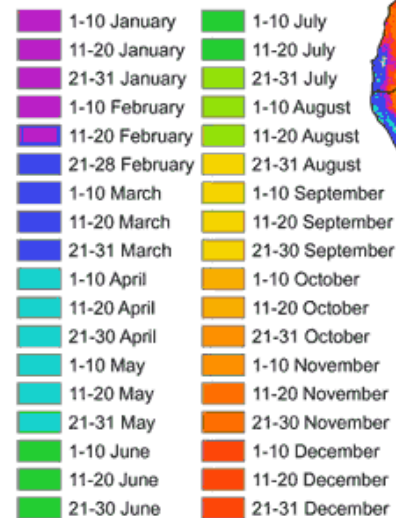 1-10 January
11-20 January
21-31 January
1-10 February
11-20 February
21-28 February
1-10 March
11-20 March
21-31 March
1-10 April
11-20 April
21-30 April
1-10 May
11-20 May
21-31 May
1-10 June
11-20 June
21-30 June
1-10 July
11-20 July
21-31 July
1-10 August
11-20 August
21-31 August
1-10 September
11-20 September
21-30 September
1-10 October
11-20 October
21-31 October
1-10 November
11-20 November
21-30 November
1-10 December
11-20 December
21-31 December